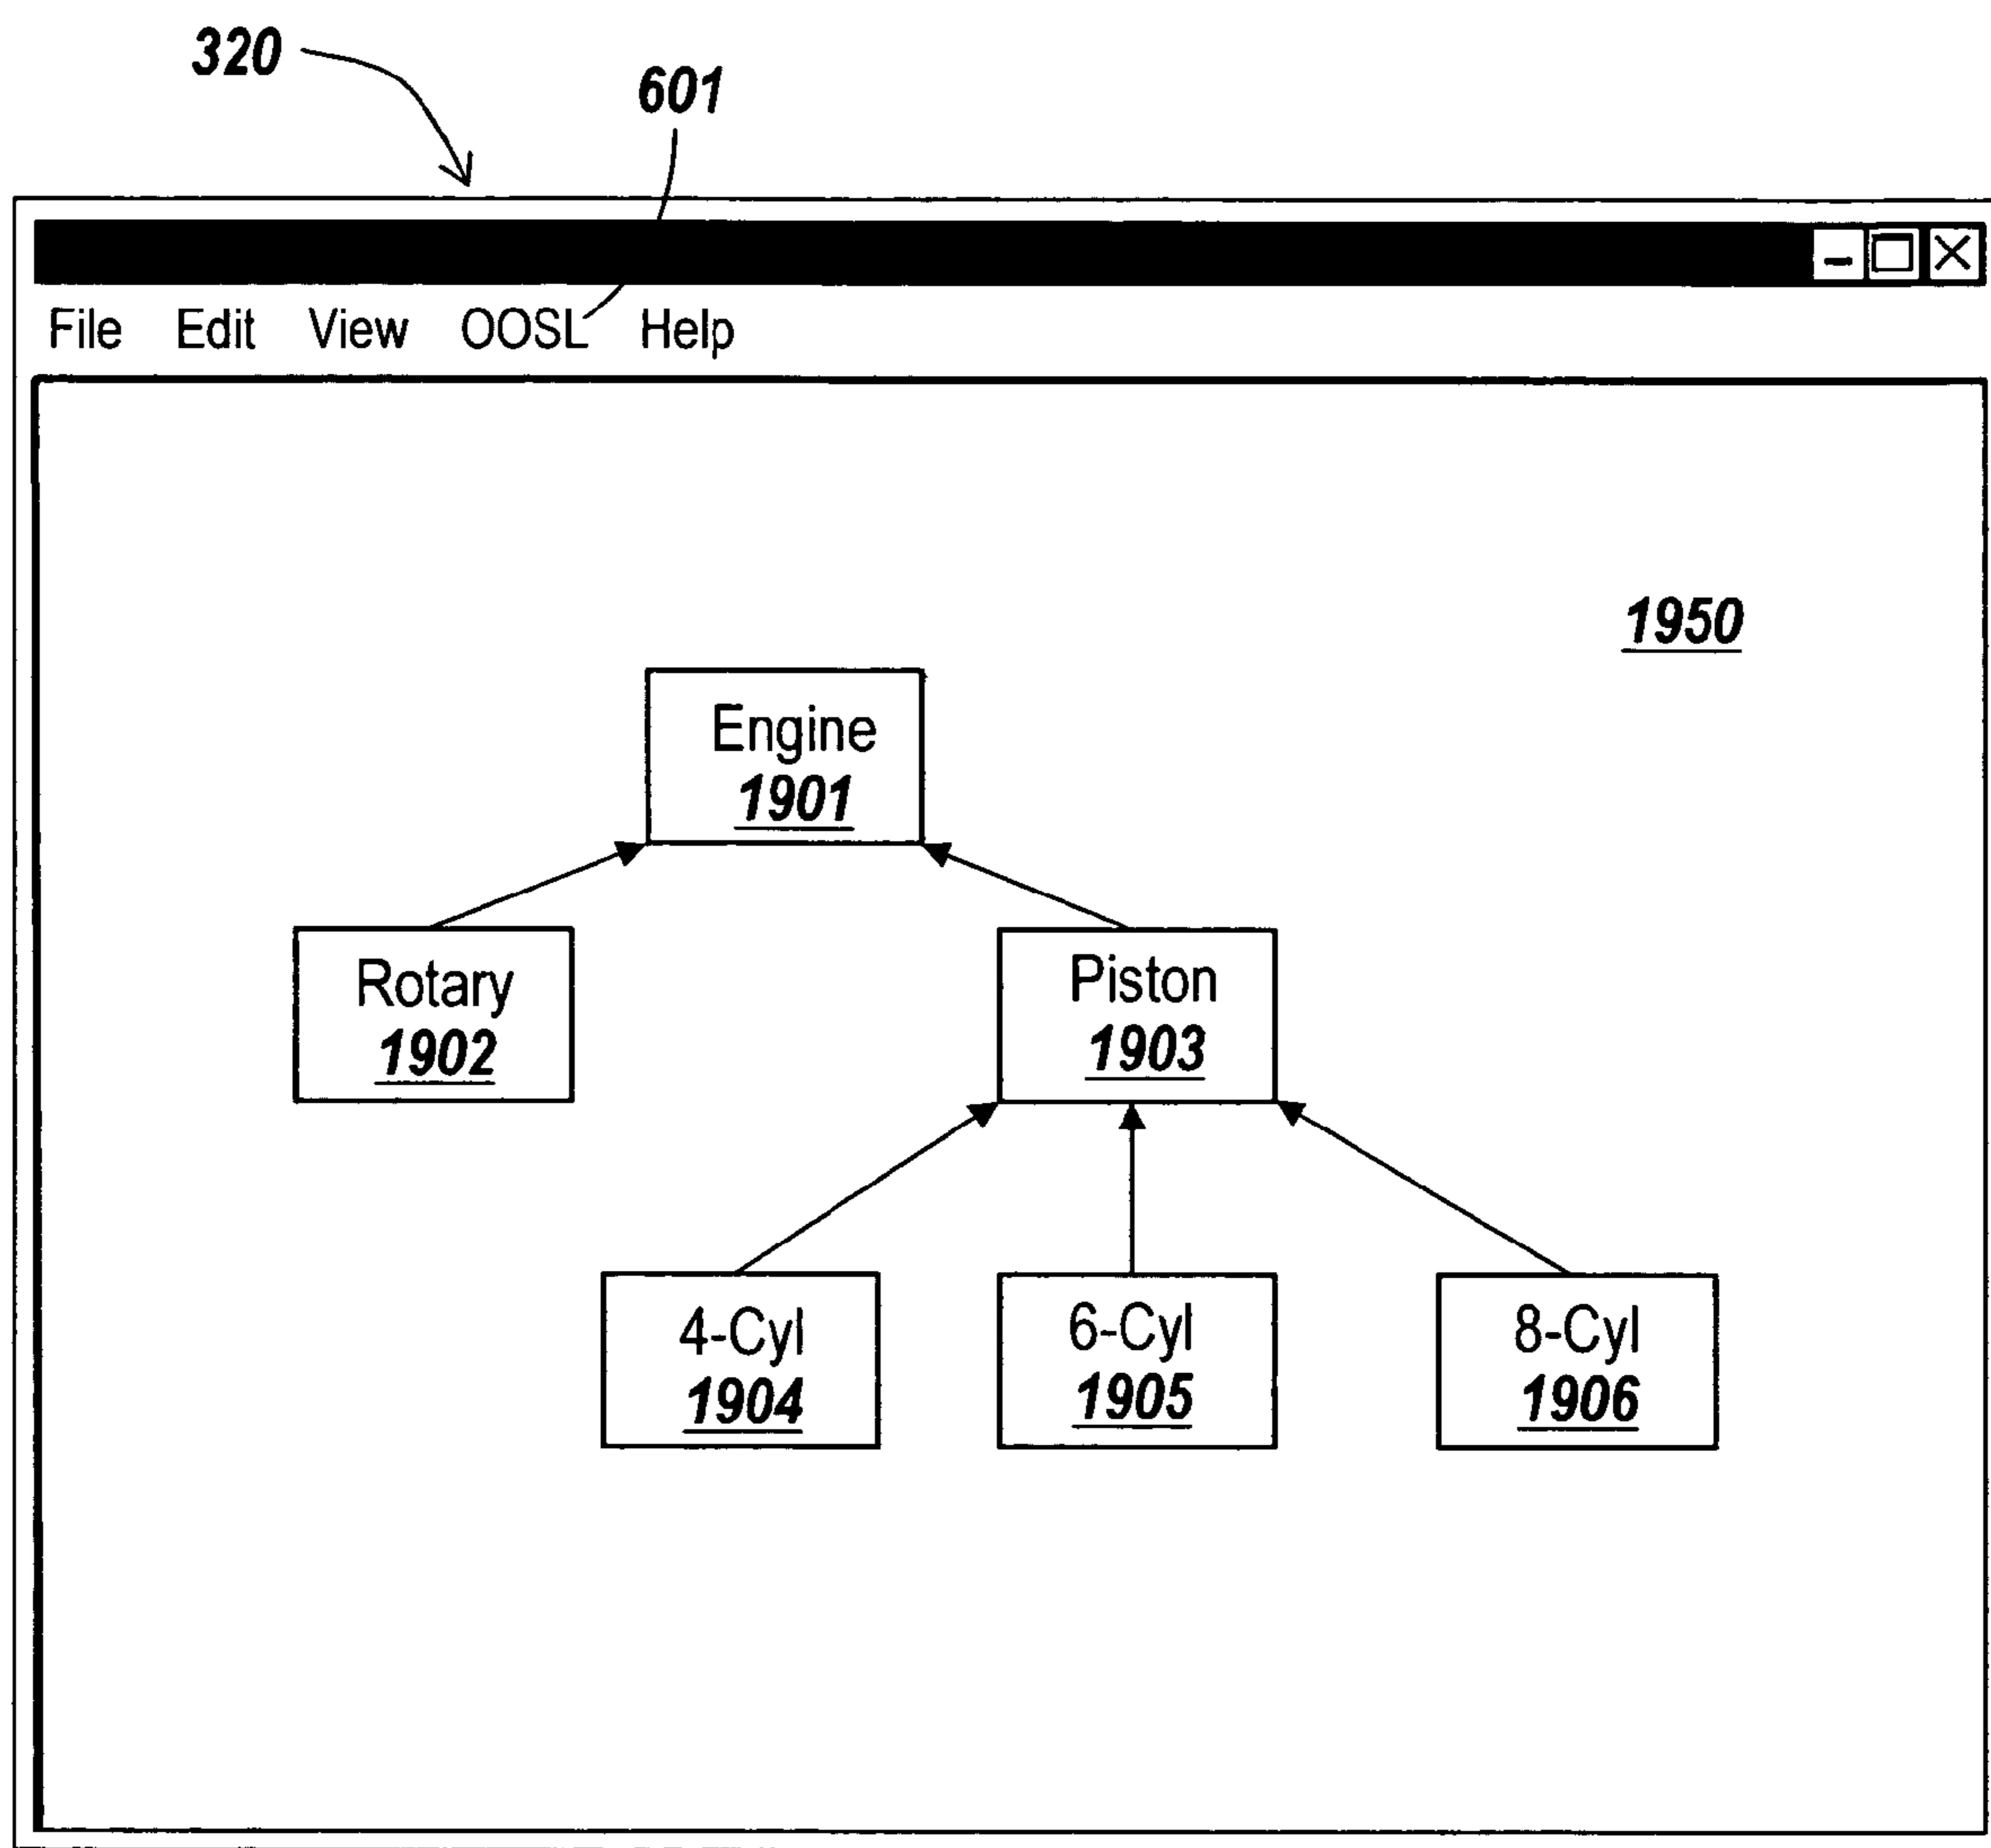 320
601
File Edit View OOSL Help
1950
Engine
1901
Rotary
1902
Piston
1903
4-Cyl
1904
6-Cyl
1905
8-Cyl
1906